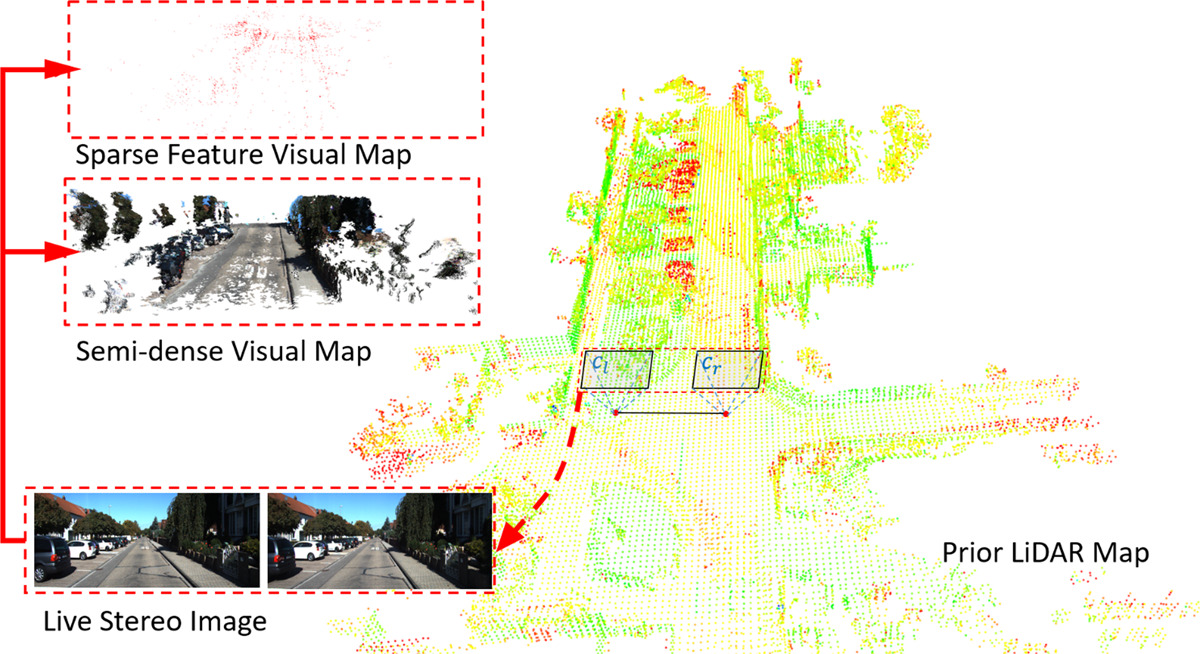 Sparse Feature Visual Map
Semi-dense Visual Map
C_l
C_r
Prior LiDAR Map
Live Stereo Image